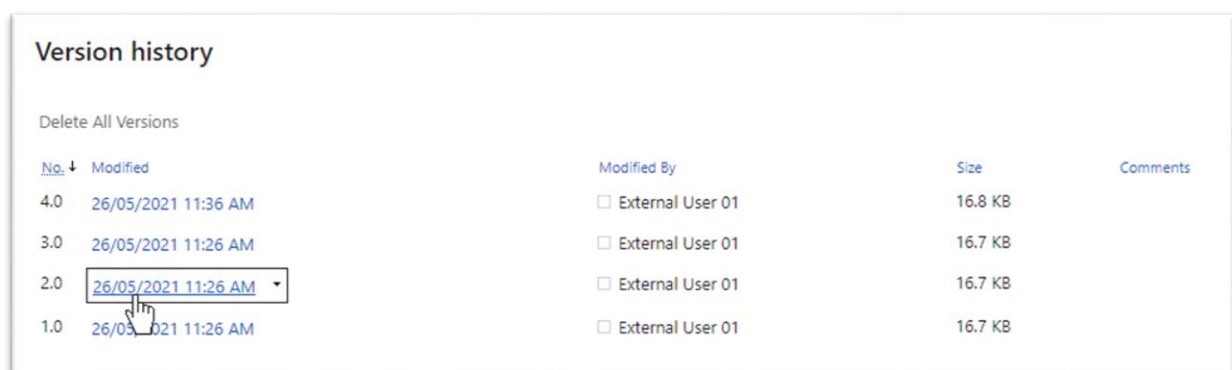 Version history
Delete All Versions
No. Modified Modified By Size Comments
4.0 26/05/2021 11:36 AM External User 01 16.8 KB
3.0 26/05/2021 11:26 AM External User 01 16.7 KB
2.0 26/05/2021 11:26 AM External User 01 16.7 KB
1.0 26/05/2021 11:26 AM External User 01 16.7 KB